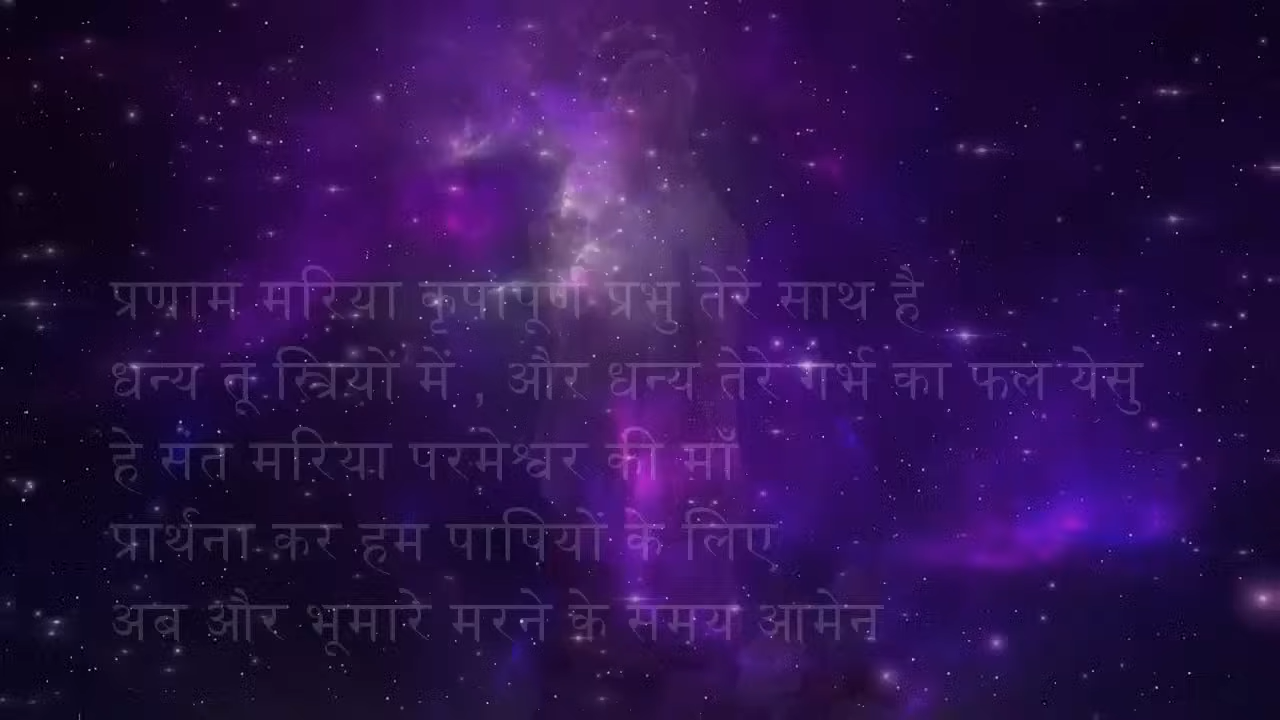 प्रणाम मरिया कृपापूर्ण प्रभु तेरे साथ है
धन्य तू स्त्रियों में , और धन्य तेरे गर्भ का फल येसु
हे संत मरिया परमेश्वर की माँ
प्रार्थना कर हम पापियों के लिए
अब और भूमारे मरने के समय आमेन